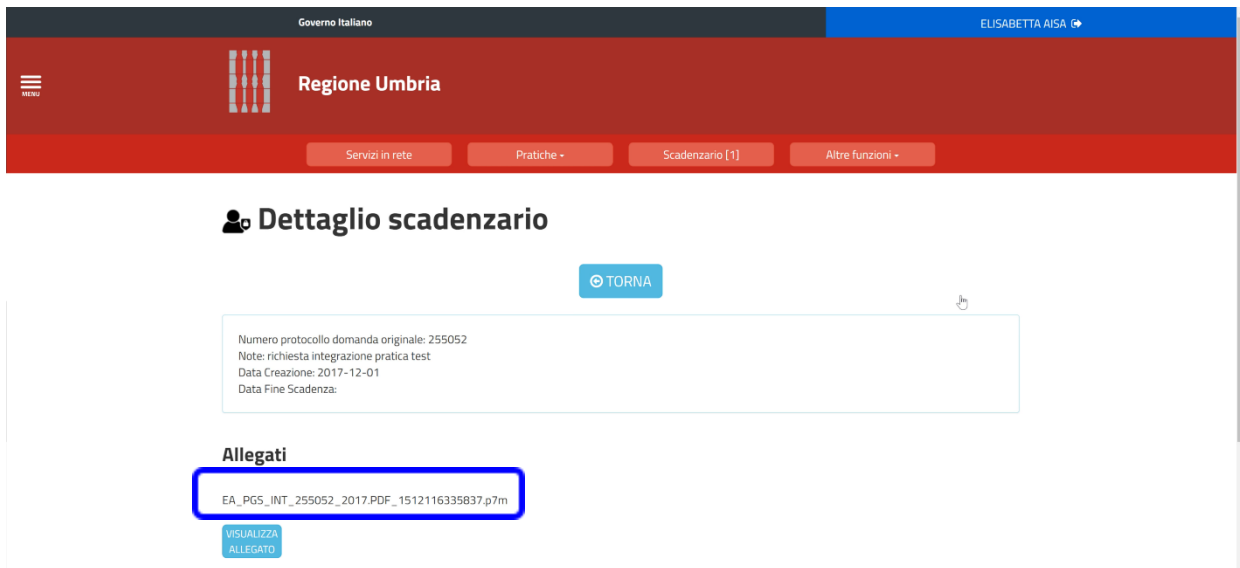 Governo Italiano
ELISABETTA AISA
MENU
Regione Umbria
Servizi in rete
Pratiche
Scadenzario [1]
Altre funzioni
Dettaglio scadenzario
TORNA
Numero protocollo domanda originale: 255052
Note: richiesta integrazione pratica test
Data Creazione: 2017-12-01
Data Fine Scadenza:
Allegati
EA_PGS_INT_255052_2017.PDF_1512116335837.p7m
VISUALIZZA
ALLEGATO